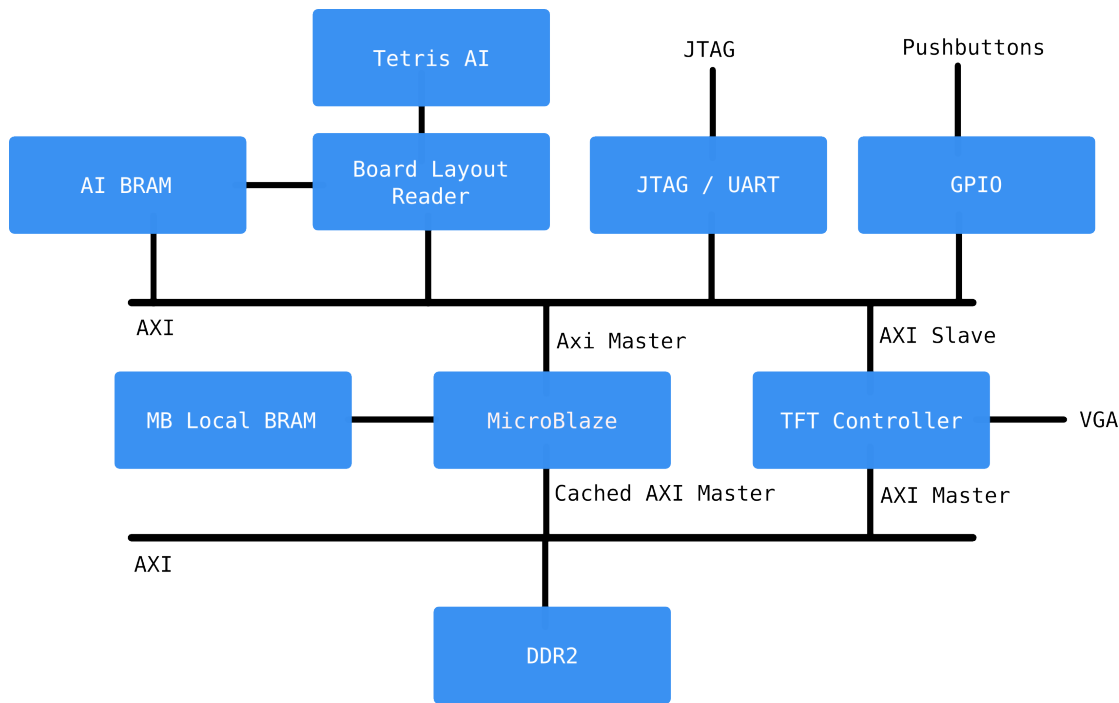 Tetris AI
JTAG
Pushbuttons
AI BRAM
Board Layout
Reader
JTAG / UART
GPIO
AXI
Axi Master
AXI Slave
MB Local BRAM
MicroBlaze
TFT Controller
VGA
Cached AXI Master
AXI Master
AXI
DDR2